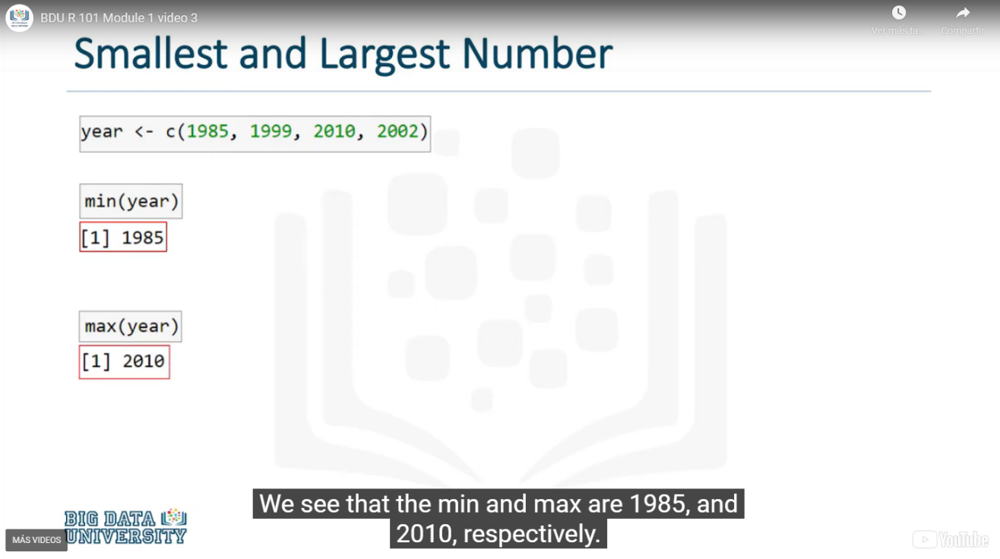 BDU R 101 Module 1 video 3
Ver más ta...
Compartir
Smallest and Largest Number
year <- c(1985, 1999, 2010, 2002)
min(year)
[1] 1985
max(year)
[1] 2010
We see that the min and max are 1985, and
2010, respectively.
BIG DATA
UNIVERSITY
MÁS VIDEOS
YouTube